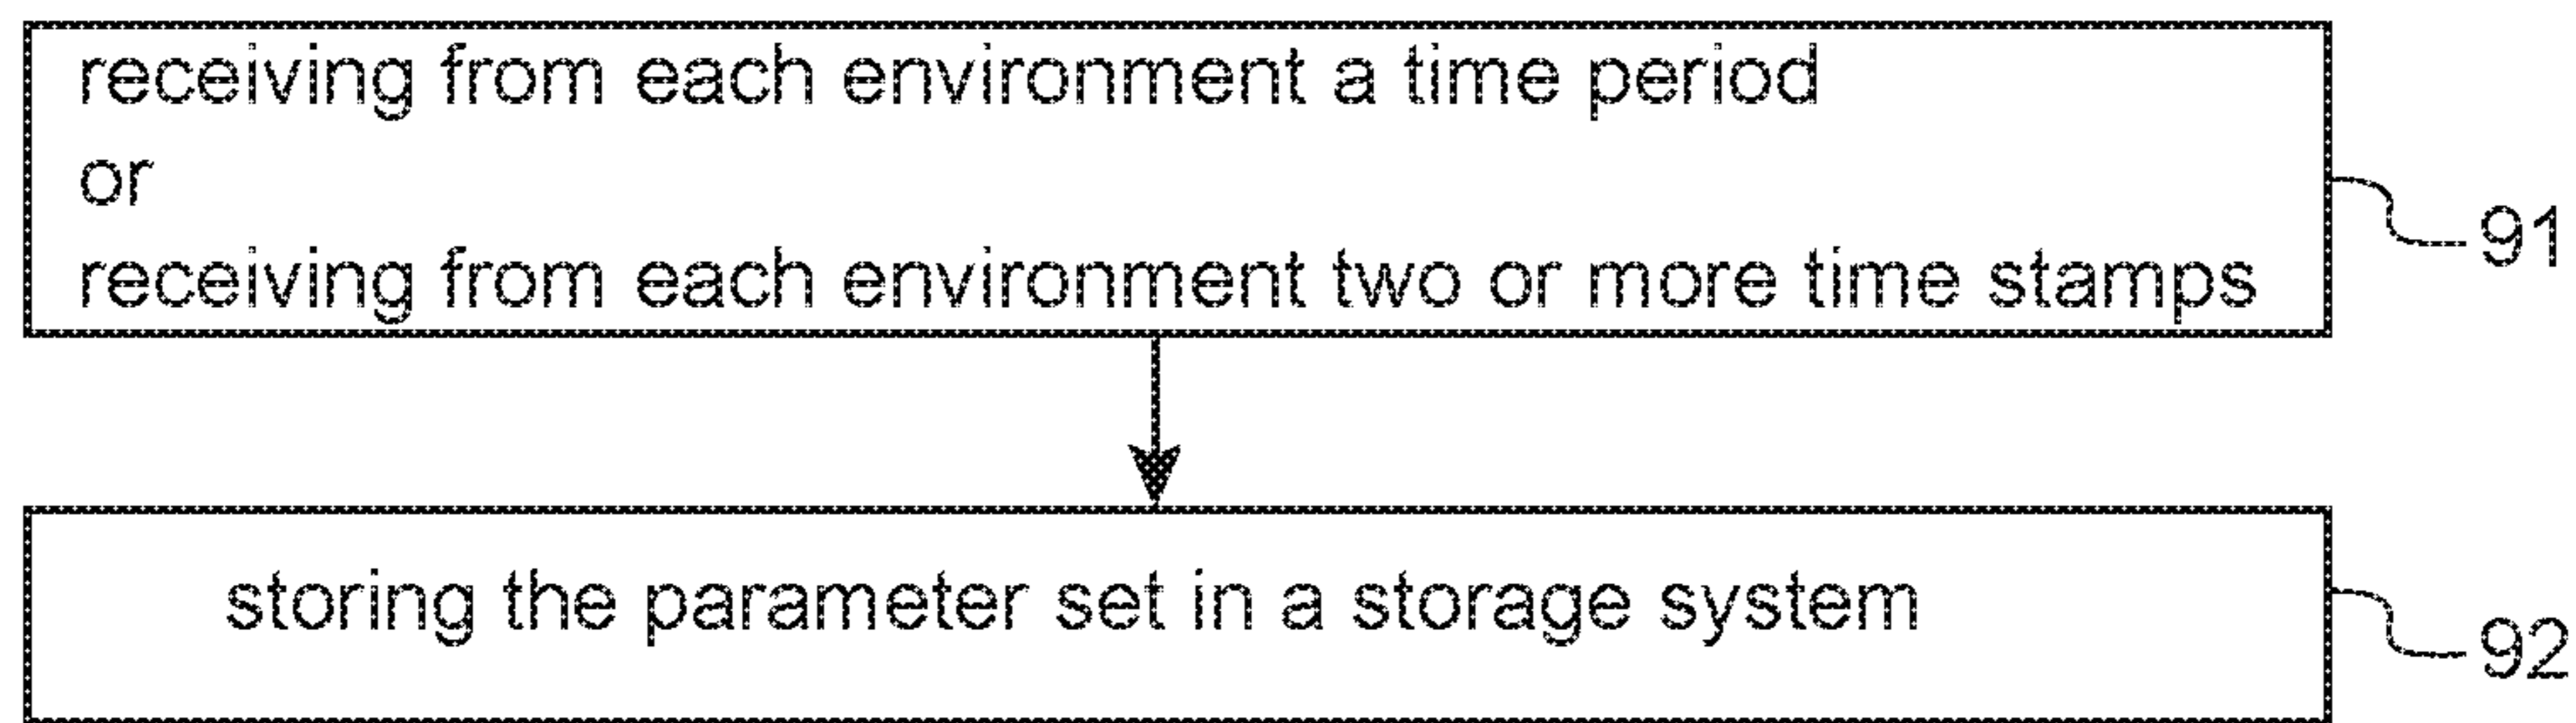 receiving from each environment a time period
or
receiving from each environment two or more time stamps
91
storing the parameter set in a storage system
92